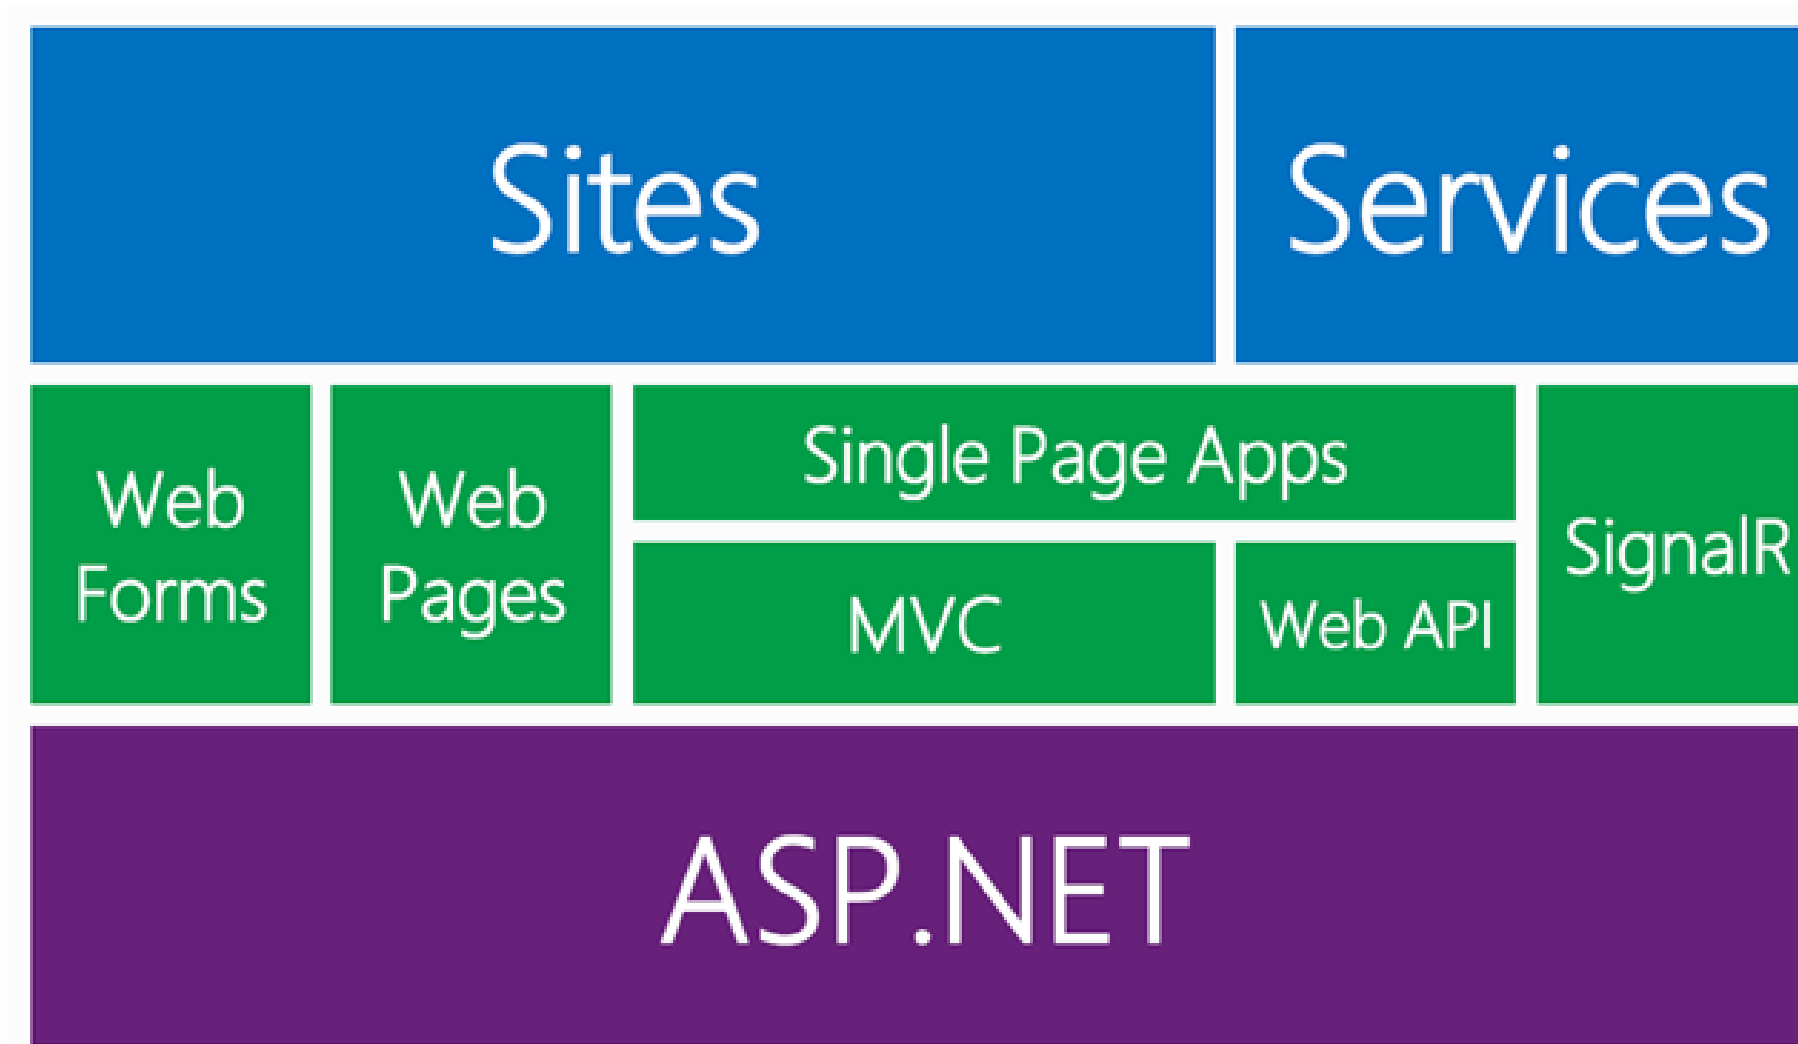 Sites
Services
Web
Forms
Web
Pages
Single Page Apps
MVC
Web API
SignalR
ASP.NET